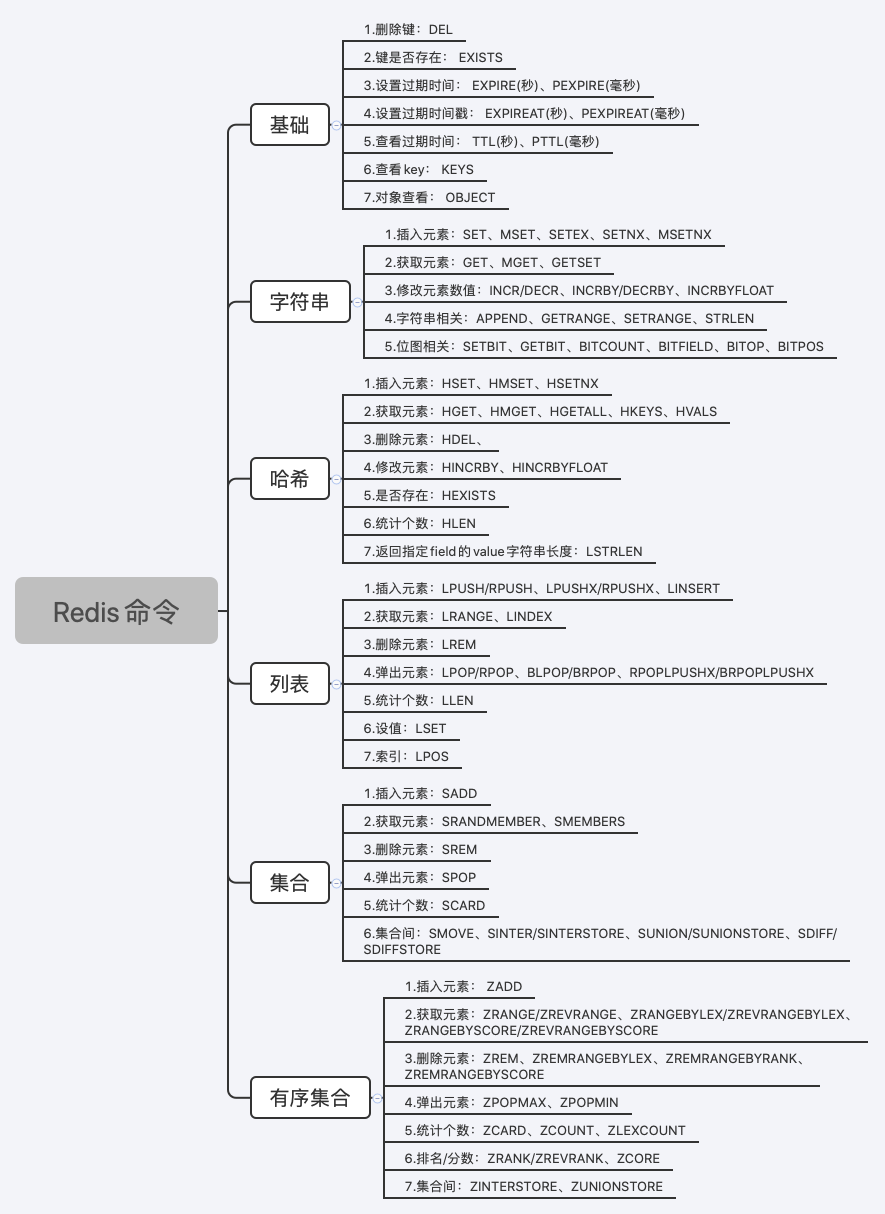 Redis 命令
基础
1.删除键：DEL
2.键是否存在： EXISTS
3.设置过期时间： EXPIRE(秒)、PEXPIRE(毫秒)
4.设置过期时间戳： EXPIREAT(秒)、PEXPIREAT(毫秒)
5.查看过期时间： TTL(秒)、PTTL(毫秒)
6.查看 key： KEYS
7.对象查看： OBJECT
字符串
1.插入元素：SET、MSET、SETEX、SETNX、MSETNX
2.获取元素：GET、MGET、GETSET
3.修改元素数值：INCR/DECR、INCRBY/DECRBY、INCRBYFLOAT
4.字符串相关：APPEND、GETRANGE、SETRANGE、STRLEN
5.位图相关：SETBIT、GETBIT、BITCOUNT、BITFIELD、BITOP、BITPOS
哈希
1.插入元素：HSET、HMSET、HSETNX
2.获取元素：HGET、HMGET、HGETALL、HKEYS、HVALS
3.删除元素：HDEL、
4.修改元素：HINCRBY、HINCRBYFLOAT
5.是否存在：HEXISTS
6.统计个数：HLEN
7.返回指定 field 的 value 字符串长度：LSTRLEN
列表
1.插入元素：LPUSH/RPUSH、LPUSHX/RPUSHX、LINSERT
2.获取元素：LRANGE、LINDEX
3.删除元素：LREM
4.弹出元素：LPOP/RPOP、BLPOP/BRPOP、RPOPLPUSHX/BRPOPLPUSHX
5.统计个数：LLEN
6.设值：LSET
7.索引：LPOS
集合
1.插入元素：SADD
2.获取元素：SRANDMEMBER、SMEMBERS
3.删除元素：SREM
4.弹出元素：SPOP
5.统计个数：SCARD
6.集合间：SMOVE、SINTER/SINTERSTORE、SUNION/SUNIONSTORE、SDIFF/
SDIFFSTORE
有序集合
1.插入元素： ZADD
2.获取元素：ZRANGE/ZREVRANGE、ZRANGEBYLEX/ZREVRANGEBYLEX、
ZRANGEBYSCORE/ZREVRANGEBYSCORE
3.删除元素：ZREM、ZREMRANGEBYLEX、ZREMRANGEBYRANK、
ZREMRANGEBYSCORE
4.弹出元素：ZPOPMAX、ZPOPMIN
5.统计个数：ZCARD、ZCOUNT、ZLEXCOUNT
6.排名/分数：ZRANK/ZREVRANK、ZCORE
7.集合间：ZINTERSTORE、ZUNIONSTORE